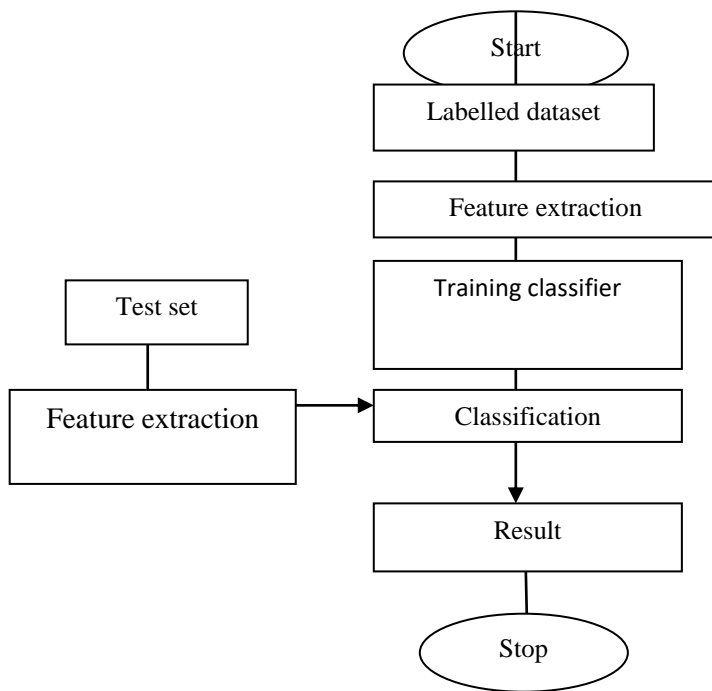 Start
Labelled dataset
Feature extraction
Training classifier
Test set
Feature extraction
Classification
Result
Stop